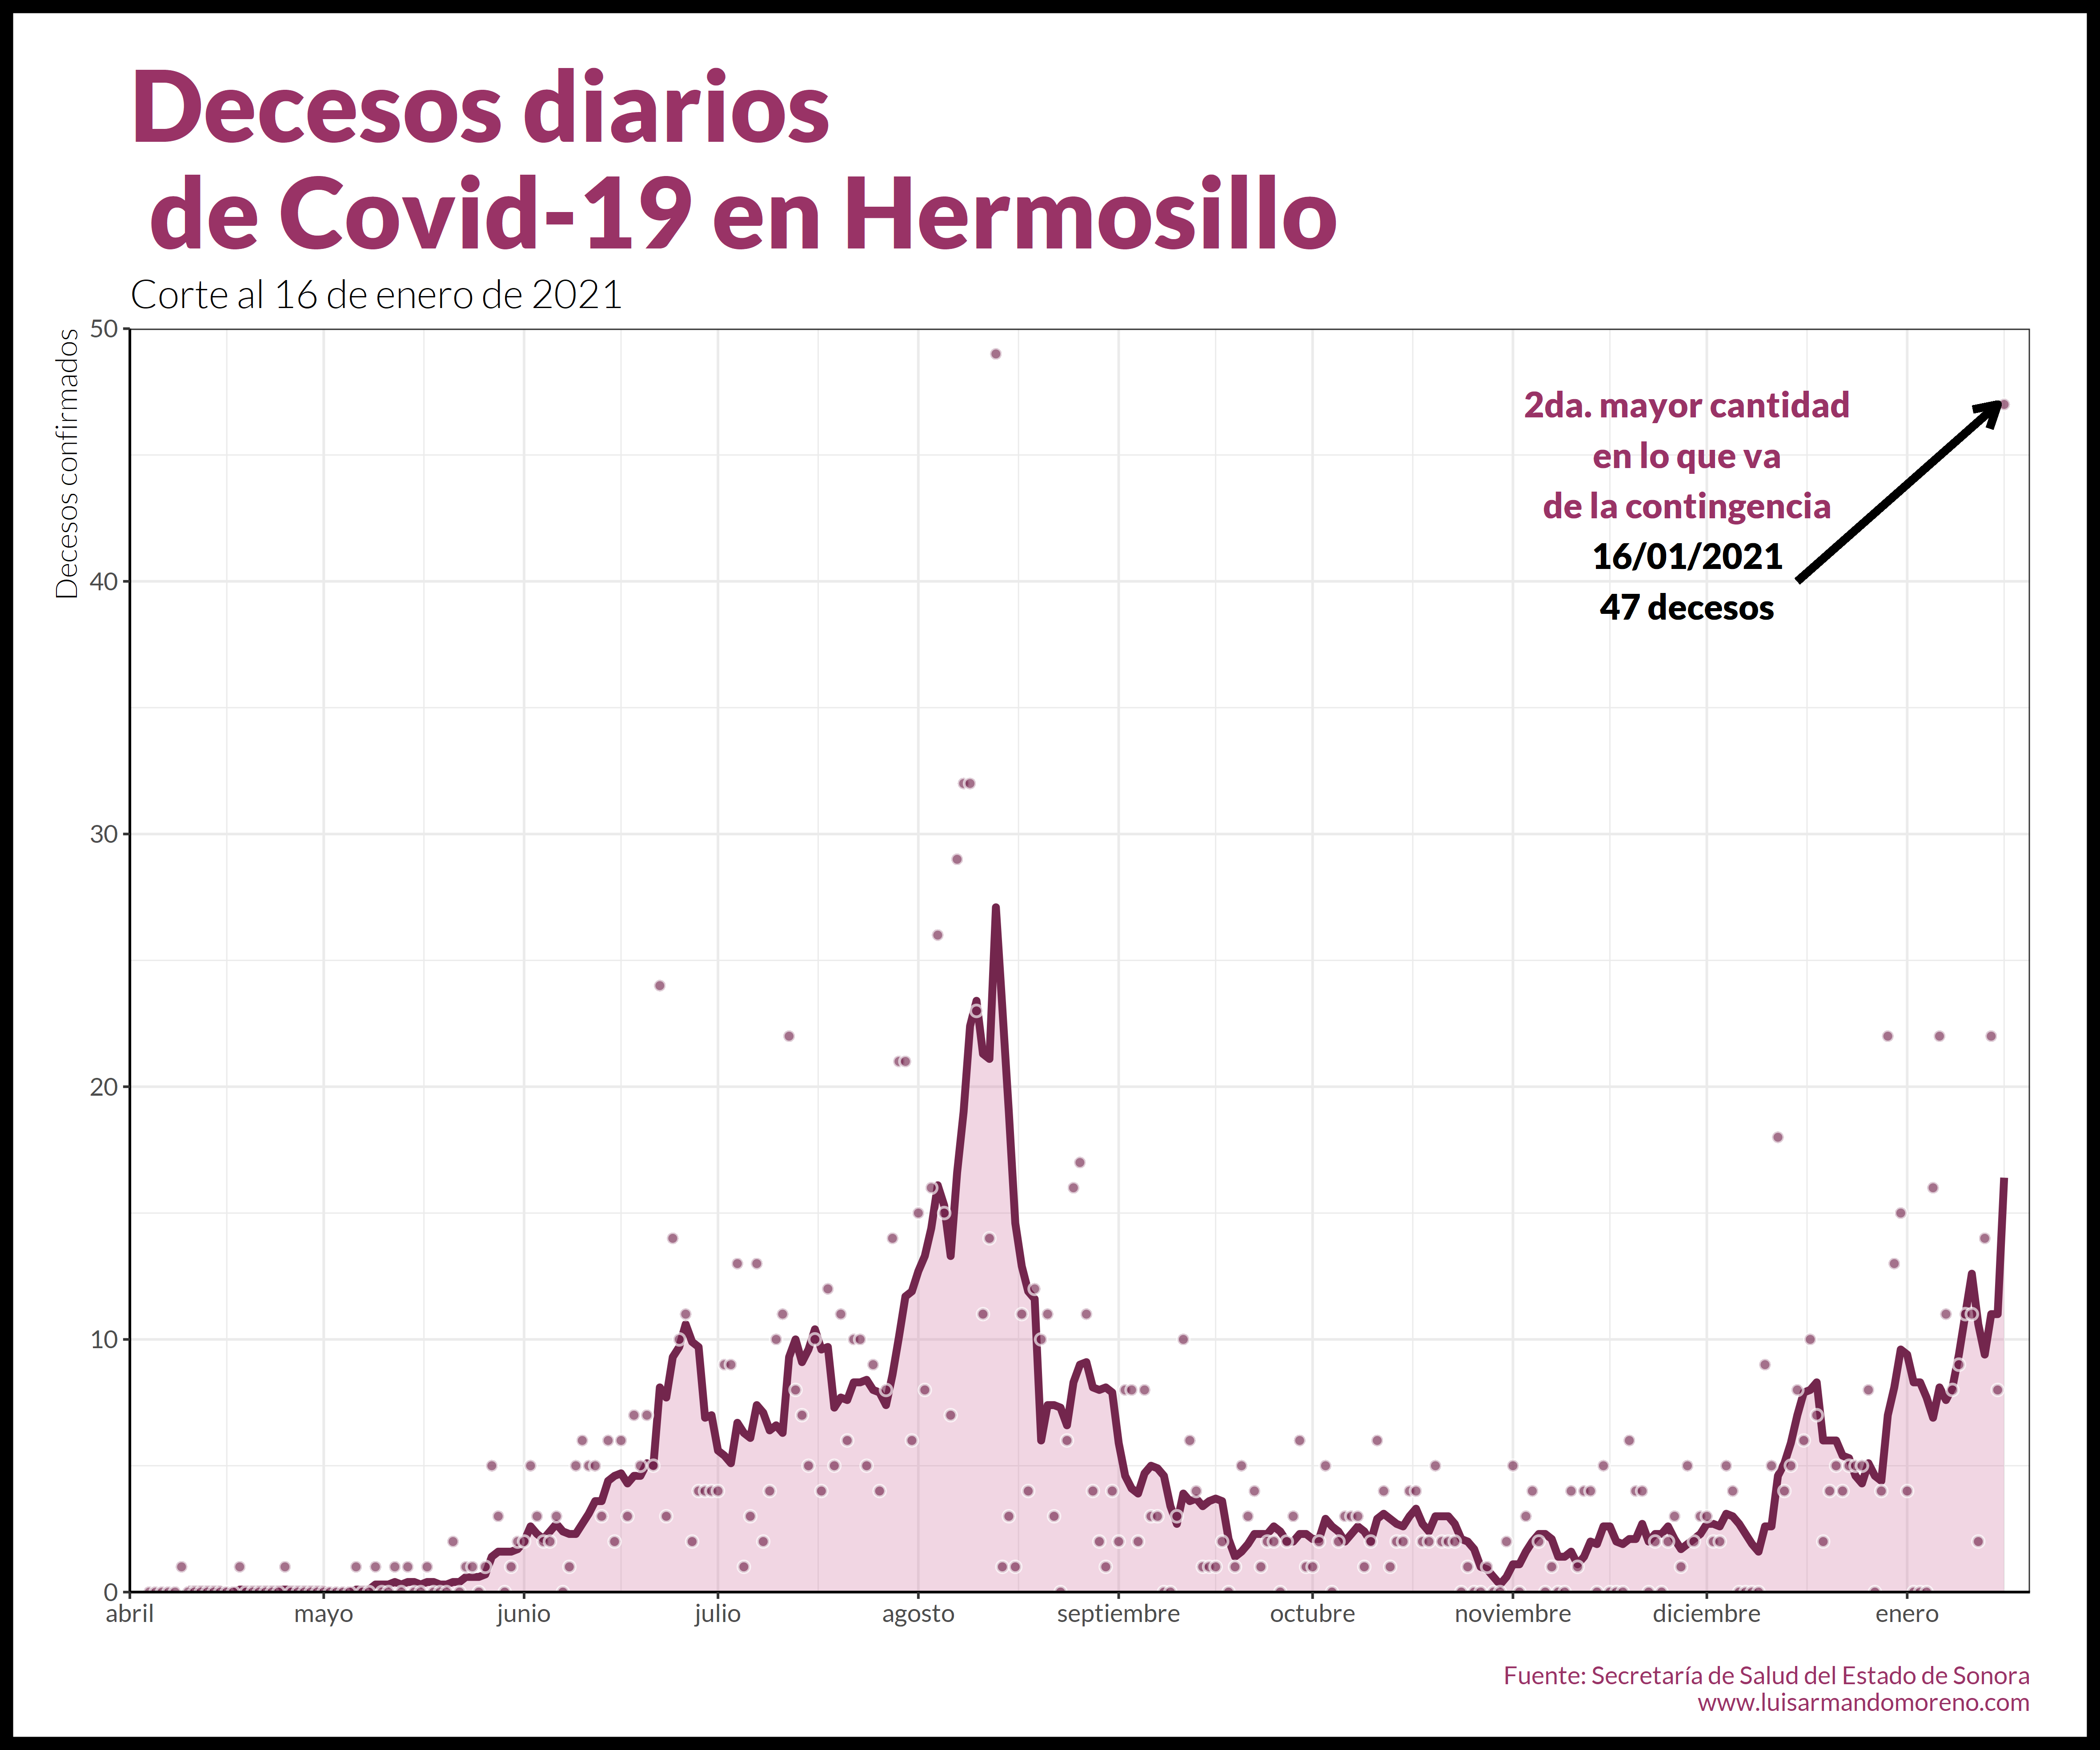 Decesos diarios
de Covid-19 en Hermosillo
Corte al 16 de enero de 2021
Decesos confirmados
50
40
30
20
10
0
2da. mayor cantidad
en lo que va
de la contingencia
16/01/2021
47 decesos
abril mayo junio julio agosto septiembre octubre noviembre diciembre enero
Fuente: Secretaría de Salud del Estado de Sonora
www.luisarmandomoreno.com